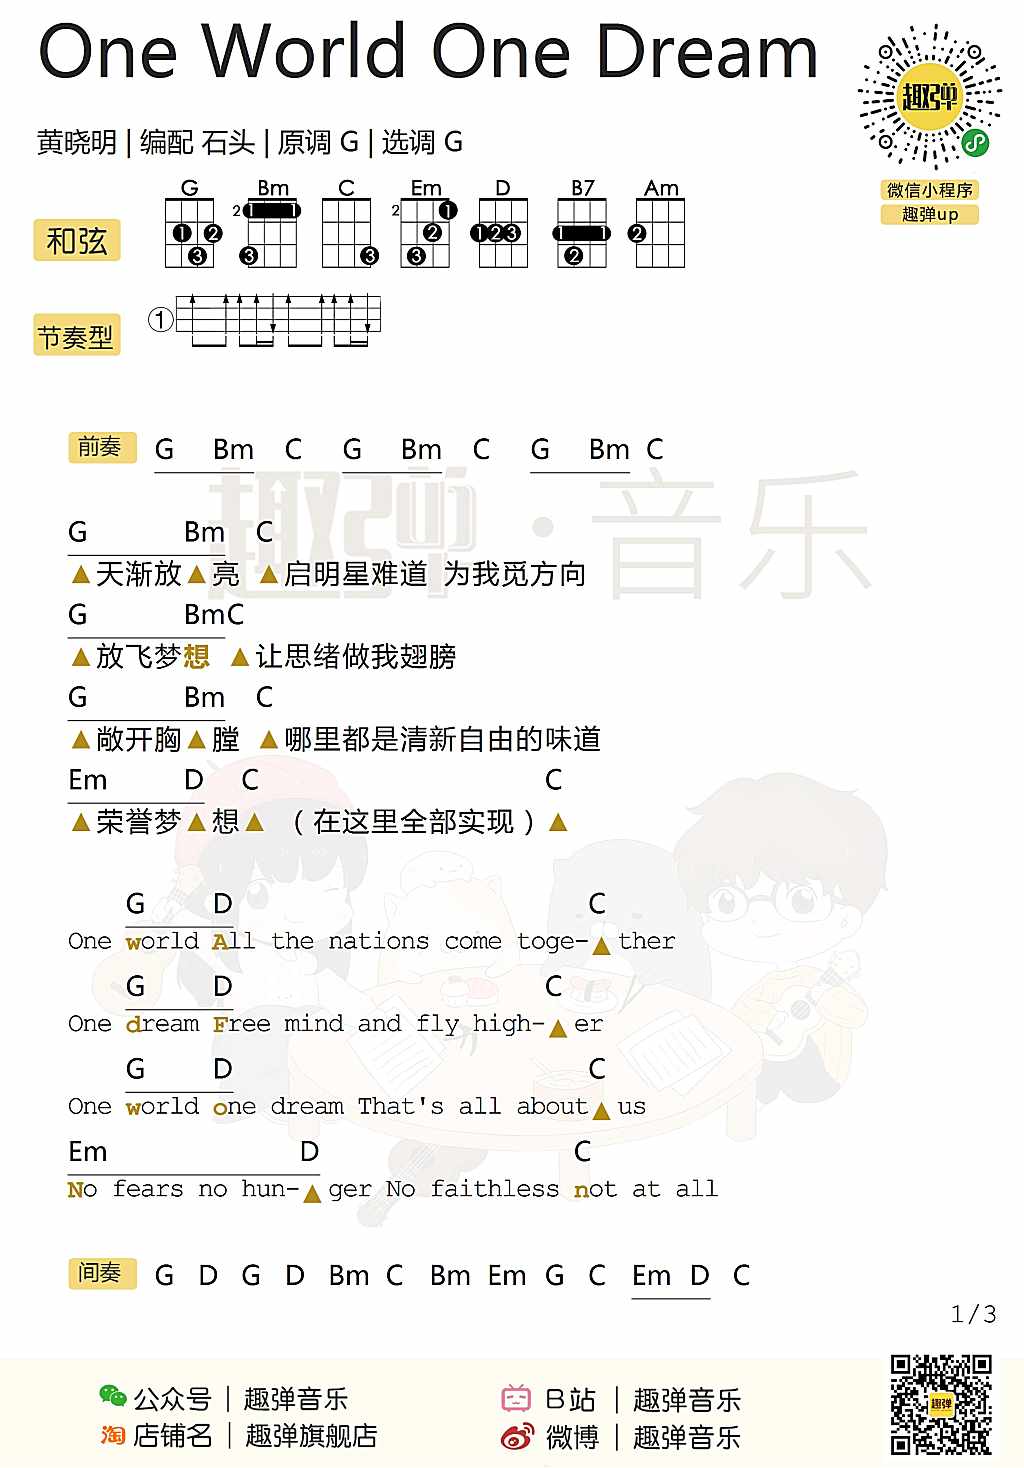 One World One Dream
趣弹
黄晓明 | 编配 石头 | 原调 G | 选调 G
微信小程序
趣弹up
G Bm C Em D B7 Am
和弦
2 1 1 2 1 1 1
1 2 2 1 2 3 2
3 3 3 3 2
节奏型
1
前奏 G Bm C G Bm C G Bm C
趣弹·音乐
G Bm C
▲天渐放▲亮 ▲启明星难道 为我觅方向
G Bm C
▲放飞梦想 ▲让思绪做我翅膀
G Bm C
▲敞开胸▲膛 ▲哪里都是清新自由的味道
Em D C C
▲荣誉梦▲想▲ （在这里全部实现）▲
G D C
One world All the nations come toge-▲ther
G D C
One dream Free mind and fly high-▲er
G D C
One world one dream That's all about▲us
Em D C
No fears no hun-▲ger No faithless not at all
间奏 G D G D Bm C Bm Em G C Em D C
1/3
公众号 | 趣弹音乐
B站 | 趣弹音乐
淘 店铺名 | 趣弹旗舰店
微博 | 趣弹音乐
趣弹